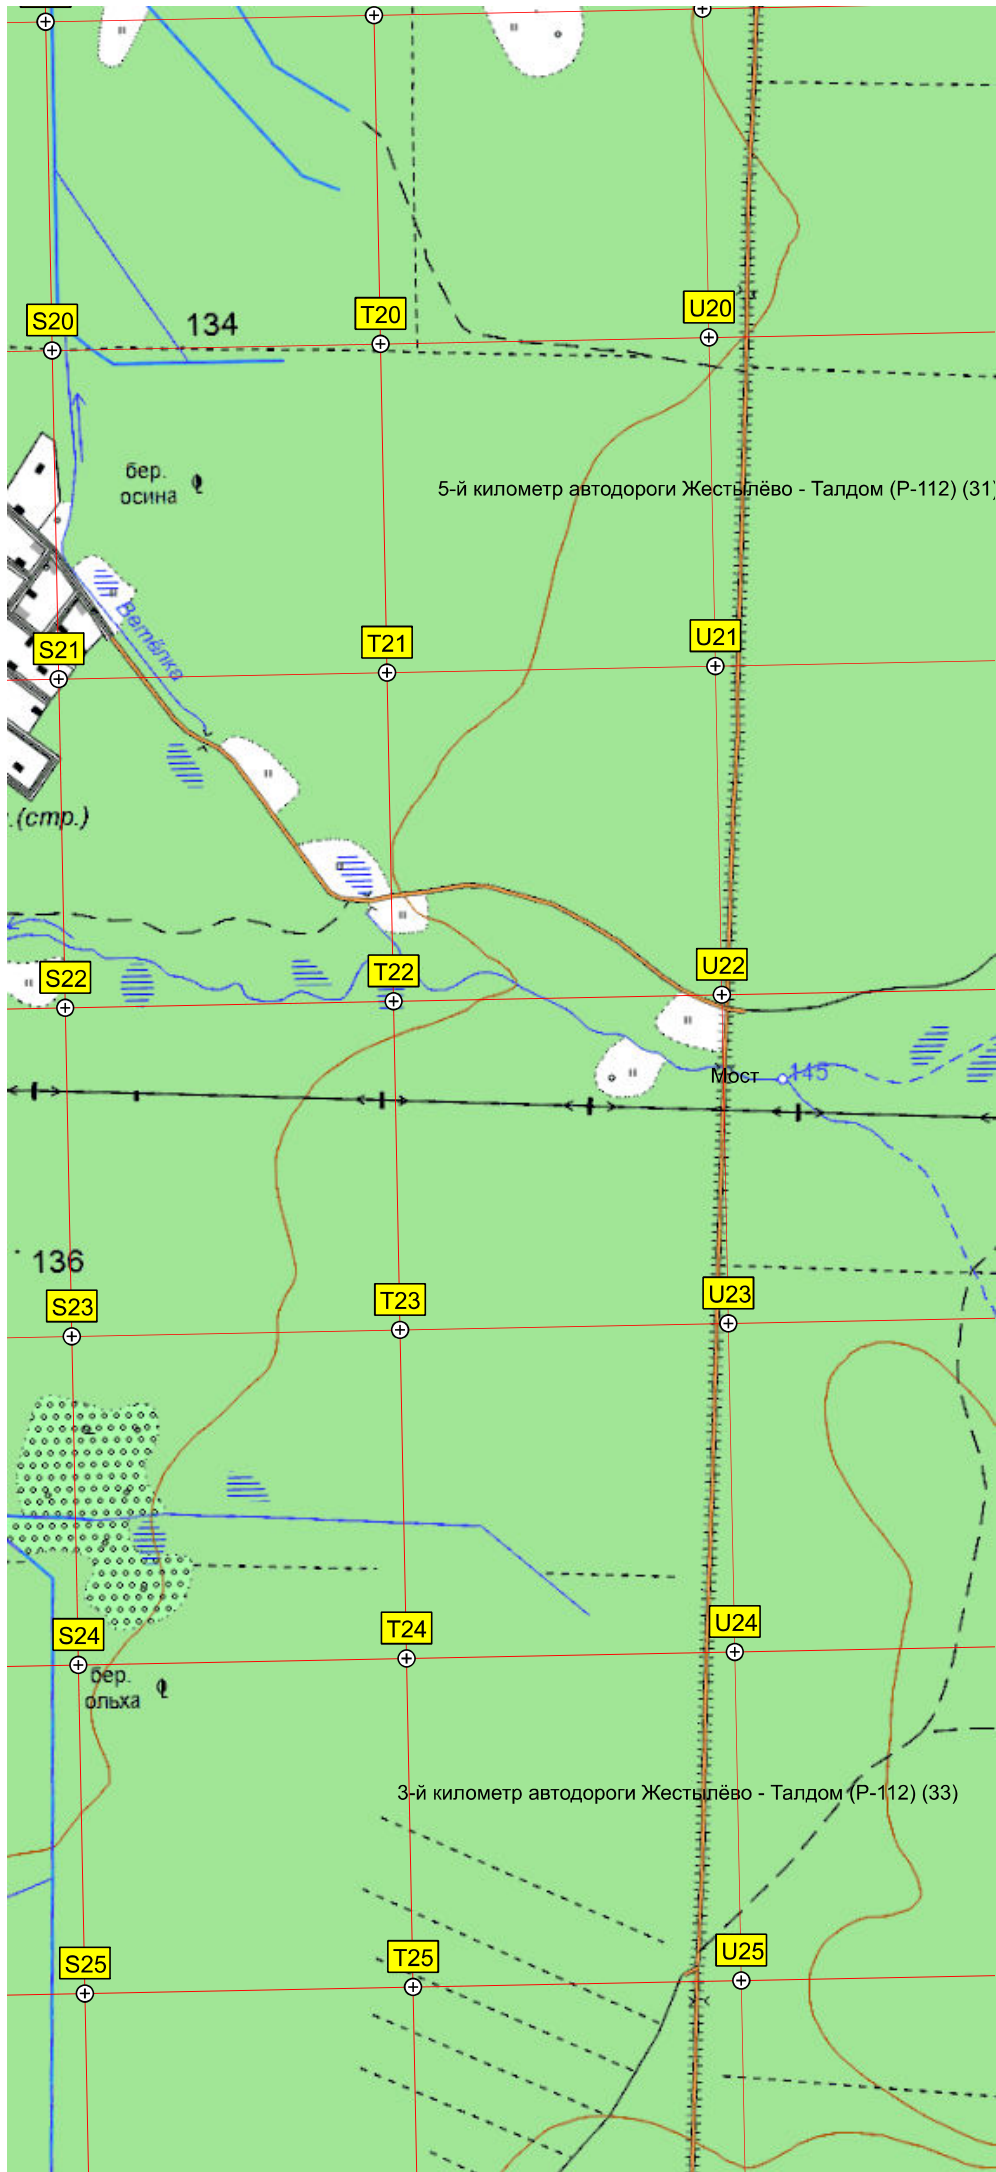 S20
134
T20
U20
бер.
осина
5-й километр автодороги Жестылёво - Талдом (Р-112) (31)
Ветёлка
S21
T21
U21
.(стр.)
S22
T22
U22
Мост
145
136
S23
T23
U23
S24
T24
U24
бер.
ольха
3-й километр автодороги Жестылёво - Талдом (Р-112) (33)
S25
T25
U25